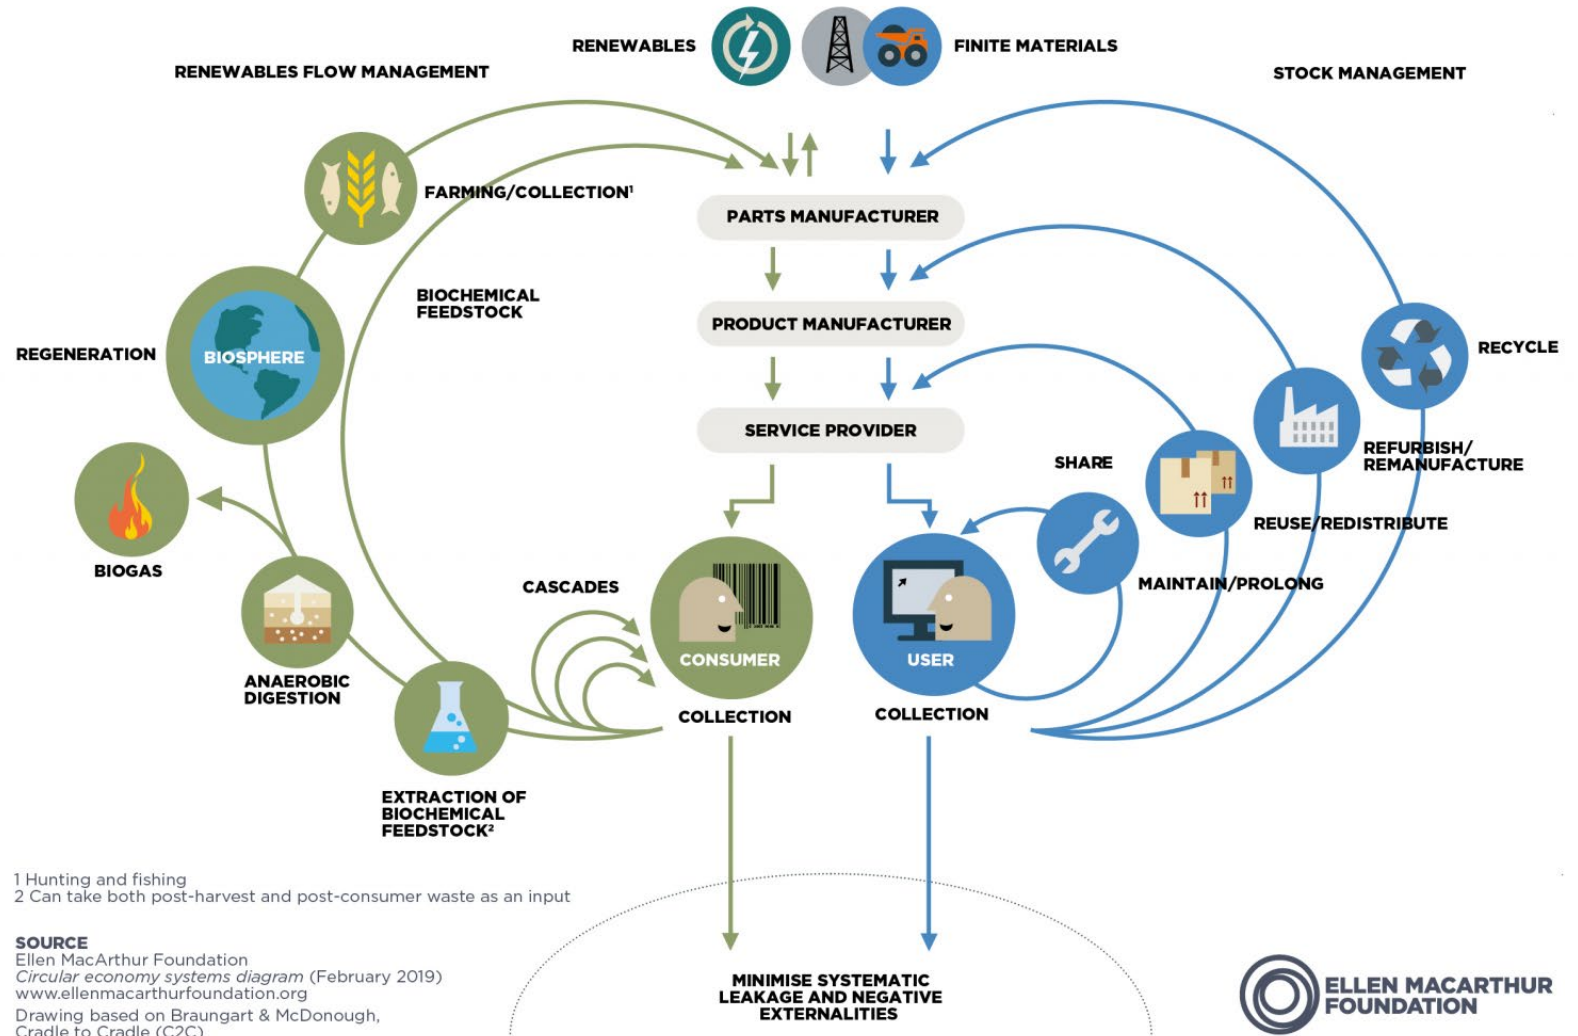 RENEWABLES
FINITE MATERIALS
RENEWABLES FLOW MANAGEMENT
STOCK MANAGEMENT
FARMING/COLLECTION¹
PARTS MANUFACTURER
BIOCHEMICAL
FEEDSTOCK
PRODUCT MANUFACTURER
REGENERATION
BIOSPHERE
RECYCLE
SERVICE PROVIDER
SHARE
REFURBISH/
REMANUFACTURE
REUSE/REDISTRIBUTE
BIOGAS
CASCADES
MAINTAIN/PROLONG
CONSUMER
USER
ANAEROBIC
DIGESTION
COLLECTION
COLLECTION
EXTRACTION OF
BIOCHEMICAL
FEEDSTOCK²
1 Hunting and fishing
2 Can take both post-harvest and post-consumer waste as an input
SOURCE
Ellen MacArthur Foundation
Circular economy systems diagram (February 2019)
www.ellenmacarthurfoundation.org
Drawing based on Braungart & McDonough,
Cradle to Cradle (C2C)
MINIMISE SYSTEMATIC
LEAKAGE AND NEGATIVE
EXTERNALITIES
ELLEN MACARTHUR
FOUNDATION